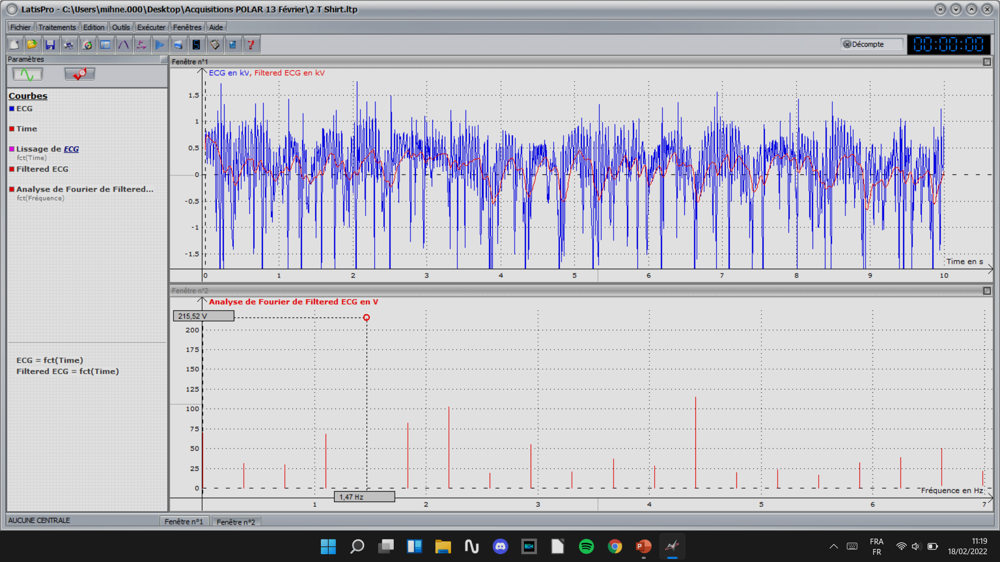 LatisPro - C:\Users\mihne.000\Desktop\Acquisitions POLAR 13 Février\2 T Shirt.ltp
Fichier Traitements Edition Outils Exécuter Fenêtres Aide
Décompte 00:00:00
Paramètres
Courbes
ECG
Time
Lissage de ECG
fct(Time)
Filtered ECG
Analyse de Fourier de Filtered...
fct(Fréquence)
ECG = fct(Time)
Filtered ECG = fct(Time)
Fenêtre n°1
ECG en kV, Filtered ECG en kV
1,5
1
0,5
0
-0,5
-1
-1,5
Time en s
0 1 2 3 4 5 6 7 8 9 10
Fenêtre n°2
Analyse de Fourier de Filtered ECG en V
215,52 V
200
175
150
125
100
75
50
25
0
Fréquence en Hz
1,47 Hz
1 2 3 4 5 6 7
AUCUNE CENTRALE Fenêtre n°1 Fenêtre n°2
FRA
FR
11:19
18/02/2022